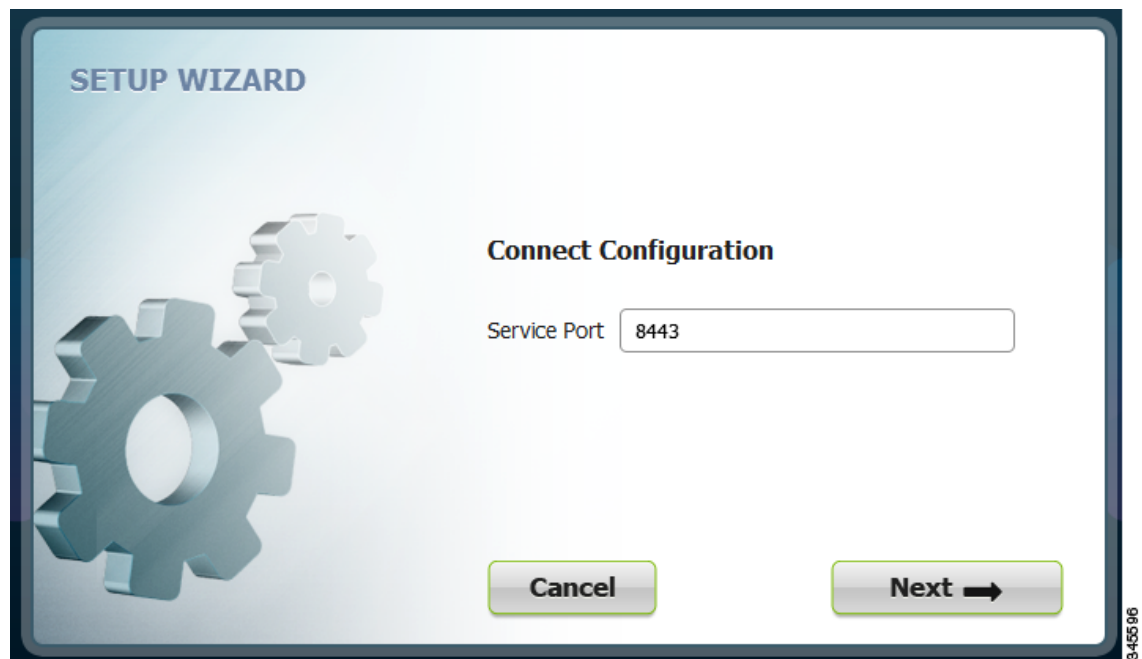 SETUP WIZARD
Connect Configuration
Service Port 8443
Cancel
Next
345596